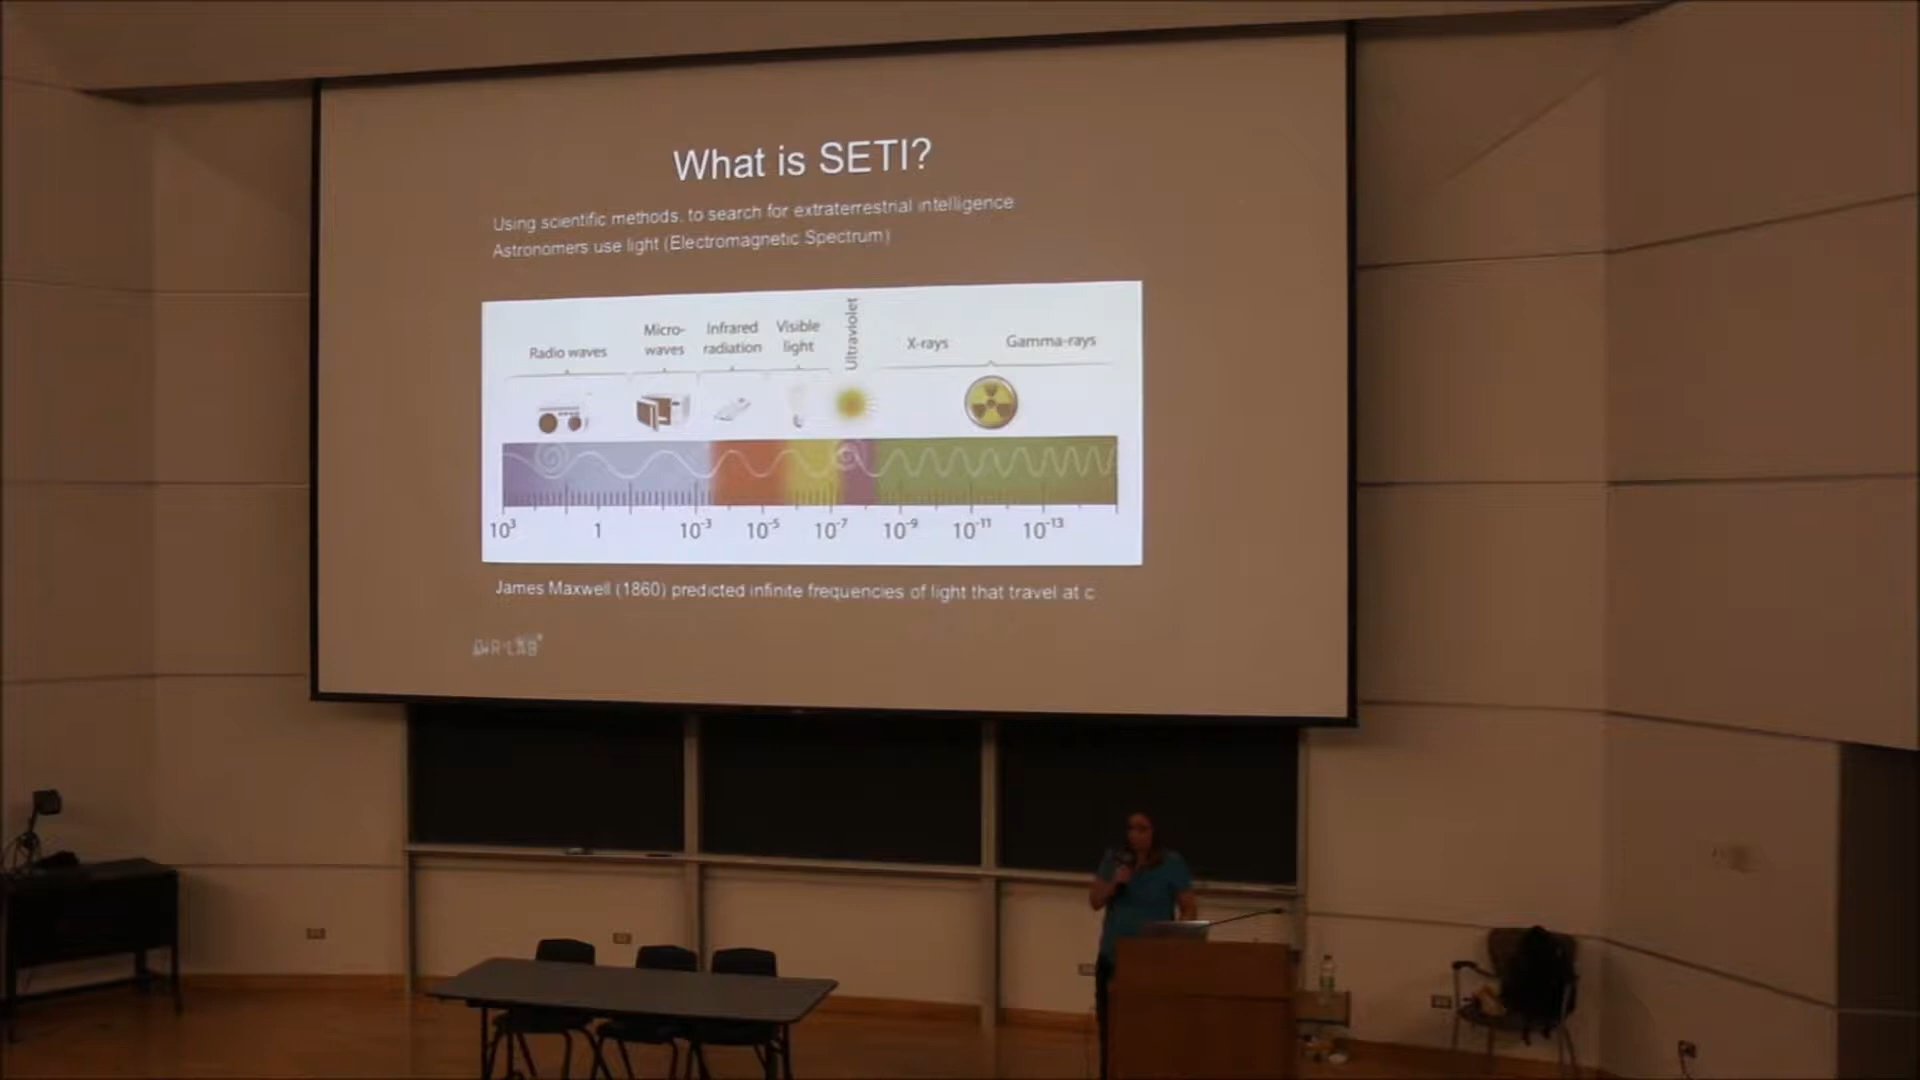 What is SETI?
Using scientific methods, to search for extraterrestrial intelligence
Astronomers use light (Electromagnetic Spectrum)
Radio waves
Micro-
waves
Infrared
radiation
Visible
light
Ultraviolet
X-rays
Gamma-rays
10³ 1 10⁻³ 10⁻⁵ 10⁻⁷ 10⁻⁹ 10⁻¹¹ 10⁻¹³
James Maxwell (1860) predicted infinite frequencies of light that travel at c